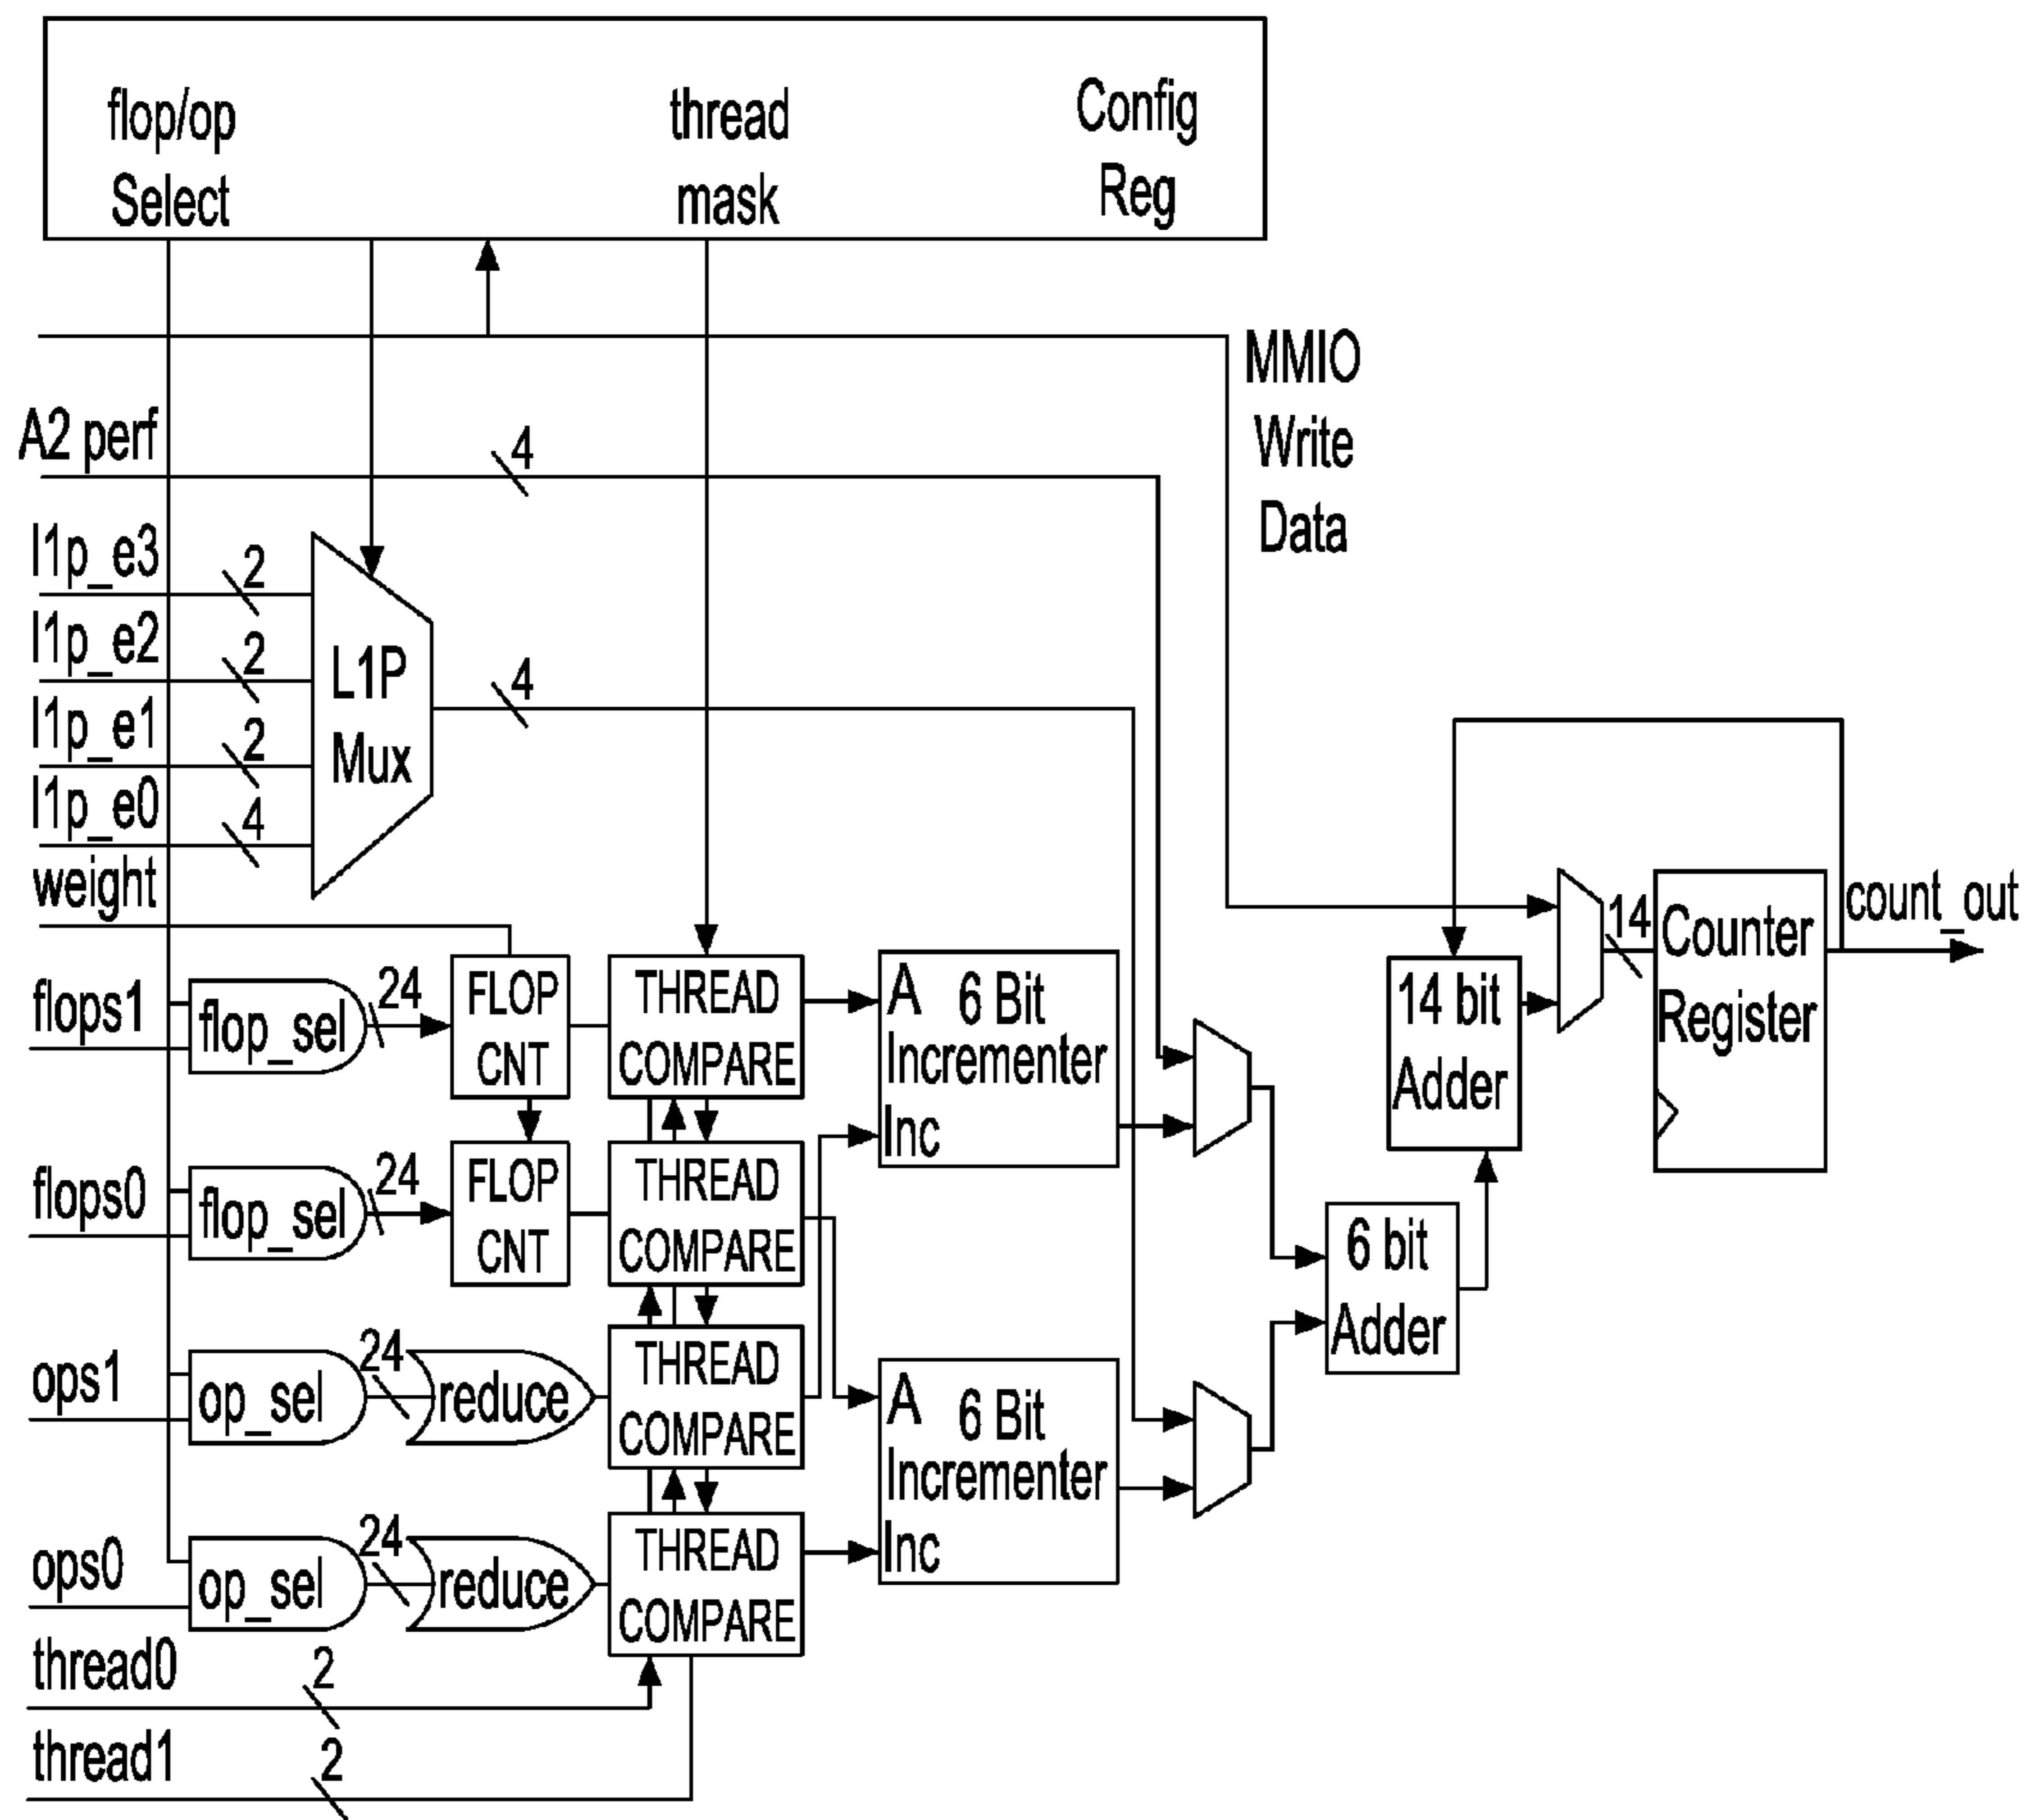 flop/op
Select
thread
mask
Config
Reg
MMIO
Write
Data
A2 perf
4
l1p_e3
2
l1p_e2
2
l1p_e1
2
l1p_e0
4
L1P
Mux
4
weight
flops1
flop_sel
24
FLOP
CNT
THREAD
COMPARE
A
6 Bit
Incrementer
Inc
flops0
flop_sel
24
FLOP
CNT
THREAD
COMPARE
ops1
op_sel
24
reduce
THREAD
COMPARE
A
6 Bit
Incrementer
Inc
ops0
op_sel
24
reduce
THREAD
COMPARE
thread0
2
thread1
2
6 bit
Adder
14 bit
Adder
14
Counter
Register
count_out